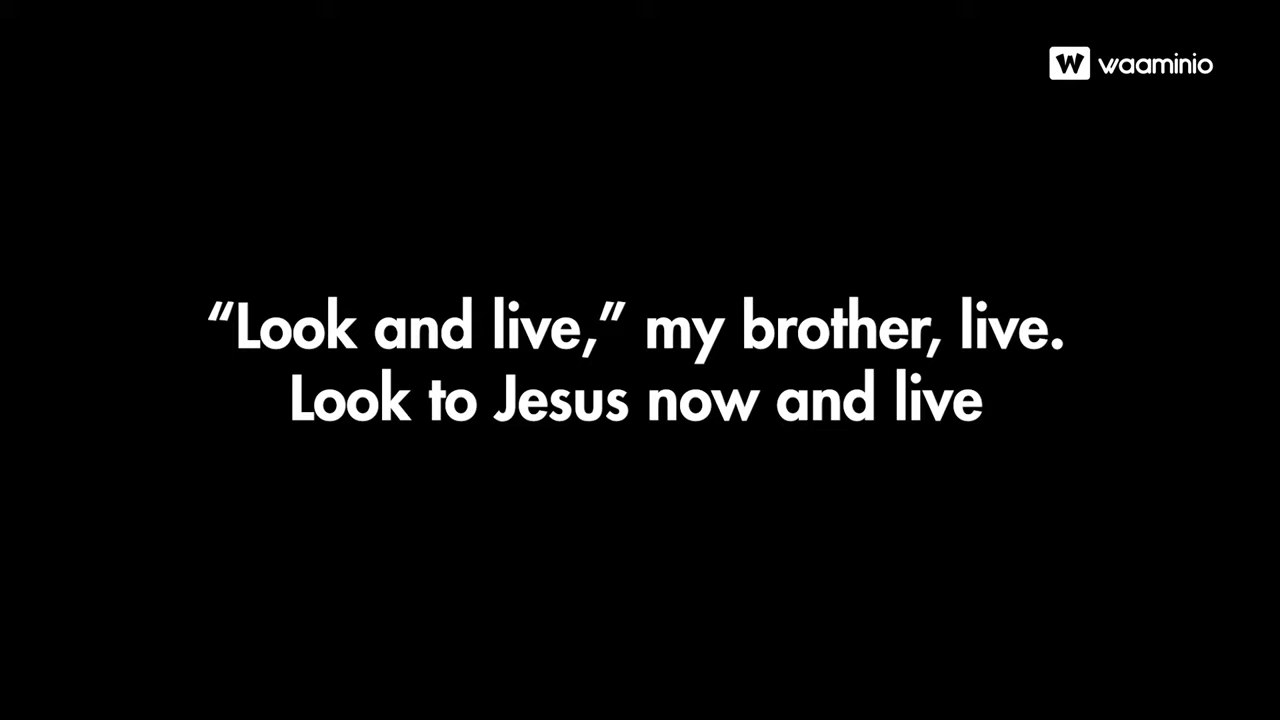 W waaminio
“Look and live,” my brother, live.
Look to Jesus now and live